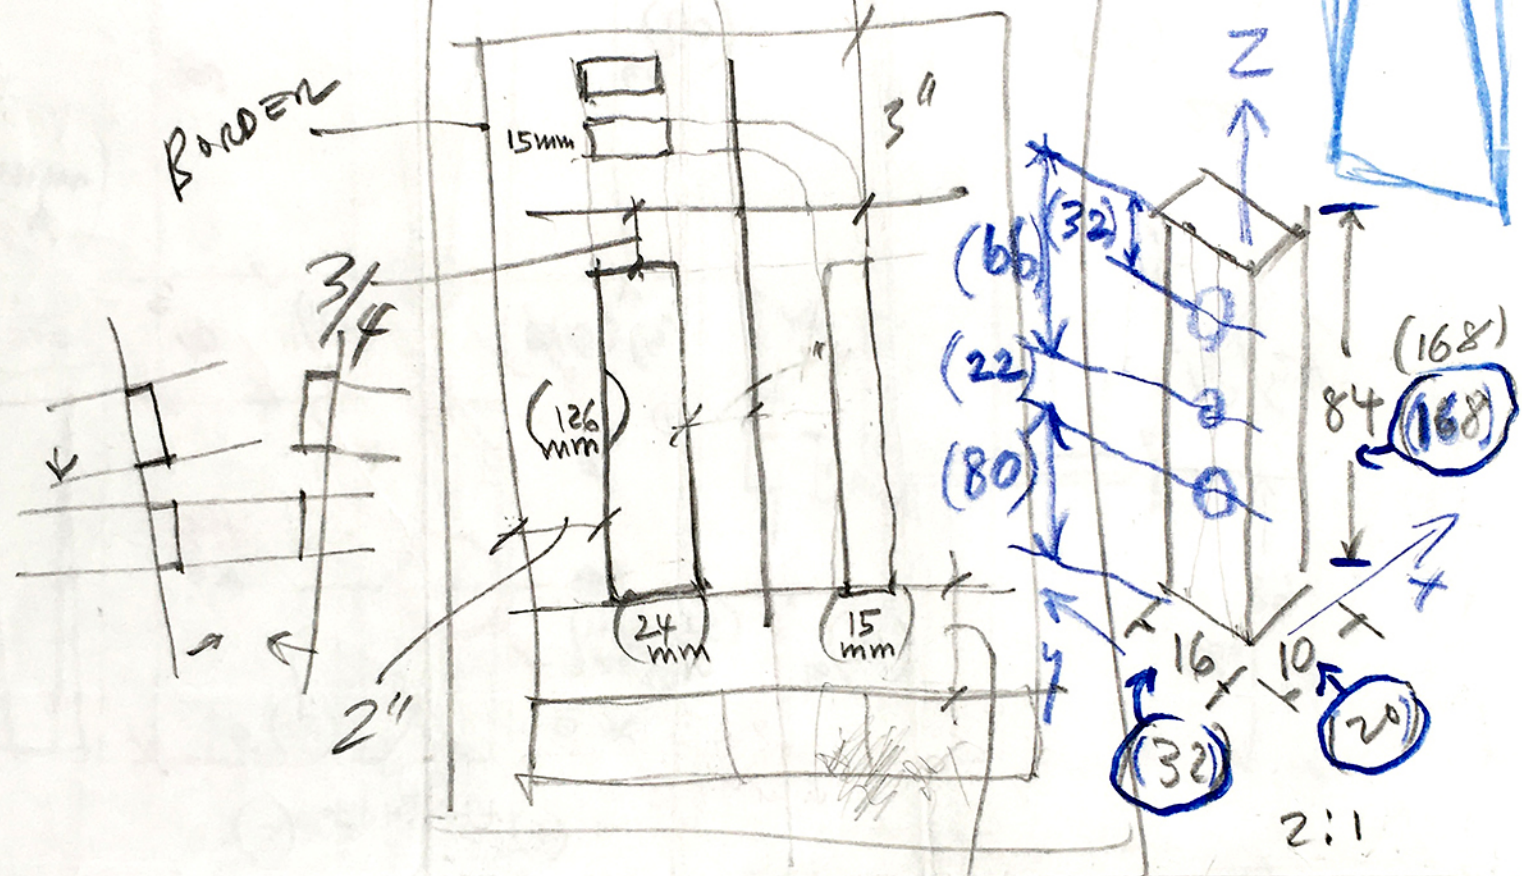 BORDER
15mm
3"
3/4
(126
mm)
(24
mm)
(15
mm)
2"
Z
(66)
(32)
(22)
(80)
(168)
84
(168)
X
y
16
10
(32)
(20)
2:1